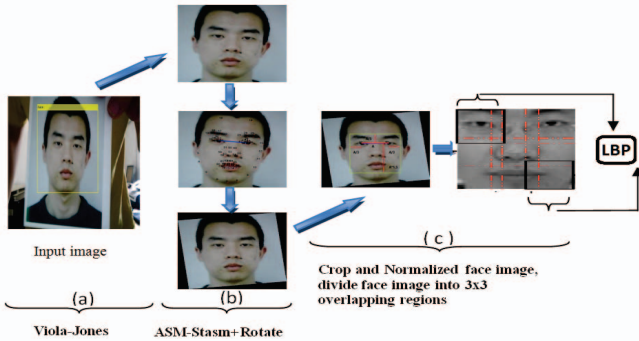 LBP
Input image
(a)
(b)
(c)
Viola-Jones
ASM-Stasm+Rotate
Crop and Normalized face image,
divide face image into 3x3
overlapping regions